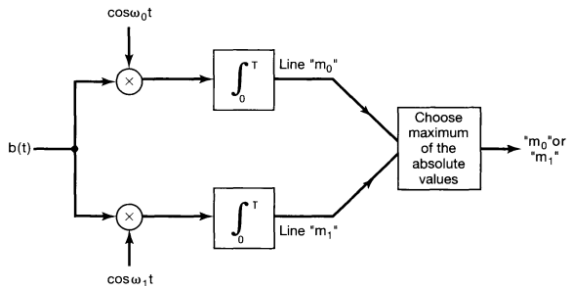 cosω₀t
×
∫₀ᵀ
Line "m₀"
b(t)
Choose
maximum
of the
absolute
values
"m₀"or
"m₁"
×
∫₀ᵀ
Line "m₁"
cosω₁t